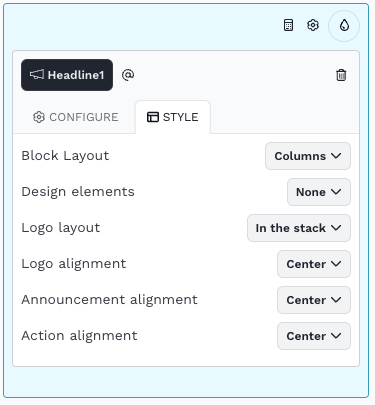 Headline1 @
CONFIGURE STYLE
Block Layout Columns
Design elements None
Logo layout In the stack
Logo alignment Center
Announcement alignment Center
Action alignment Center